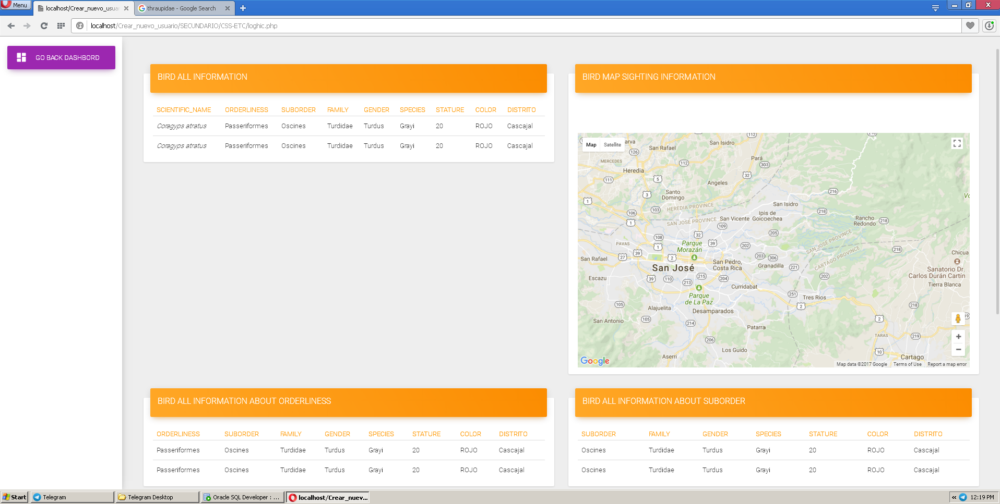 Menu
localhost/Crear_nuevo_usuar
thraupidae - Google Search
localhost/Crear_nuevo_usuario/SECUNDARIO/CSS-ETC/loghic.php
GO BACK DASHBORD
BIRD ALL INFORMATION
SCIENTIFIC_NAME ORDERLINESS SUBORDER FAMILY GENDER SPECIES STATURE COLOR DISTRITO
Coragyps atratus Passeriformes Oscines Turdidae Turdus Grayi 20 ROJO Cascajal
Coragyps atratus Passeriformes Oscines Turdidae Turdus Grayi 20 ROJO Cascajal
BIRD MAP SIGHTING INFORMATION
Map Satellite
arva
112
210
San Isidro
126
San Rafael
Pará
303
MERCEDES
112
Heredia
5
32
111
Angeles
216
Santo
Domingo
3
1
San Isidro
HEREDIA PROVINCE
106
103
Ipís de
Goicoechea
218
Rancho
Redondo
218
San Vicente
1
SAN JOSÉ PROVINCE
109
205
108
32
SAN JOSÉ PROVINCE
PAVAS
1
Parque
Morazán
39
202
218
CARTAGO PROVINCE
Chicua
San Rafael
27
39
2
203
306
San Pedro,
Costa Rica
Granadilla
221
San José
Sanatorio Dr.
Carlos Durán Cartín
Escazu
39
110
213
215
204
202
Tierra Blanca
Curridabat
251
Tres Ríos
Parque
de La Paz
105
2
218
Alajuelita
Desamparados
San Antonio
105
214
2
Patarra
TARAS
219
206
Los Guido
10
Aserri
Cartago
Google
Map data ©2017 Google Terms of Use Report a map error
BIRD ALL INFORMATION ABOUT ORDERLINESS
ORDERLINESS SUBORDER FAMILY GENDER SPECIES STATURE COLOR DISTRITO
Passeriformes Oscines Turdidae Turdus Grayi 20 ROJO Cascajal
Passeriformes Oscines Turdidae Turdus Grayi 20 ROJO Cascajal
BIRD ALL INFORMATION ABOUT SUBORDER
SUBORDER FAMILY GENDER SPECIES STATURE COLOR DISTRITO
Oscines Turdidae Turdus Grayi 20 ROJO Cascajal
Oscines Turdidae Turdus Grayi 20 ROJO Cascajal
Start
Telegram
Telegram Desktop
Oracle SQL Developer : ...
localhost/Crear_nuev...
12:19 PM